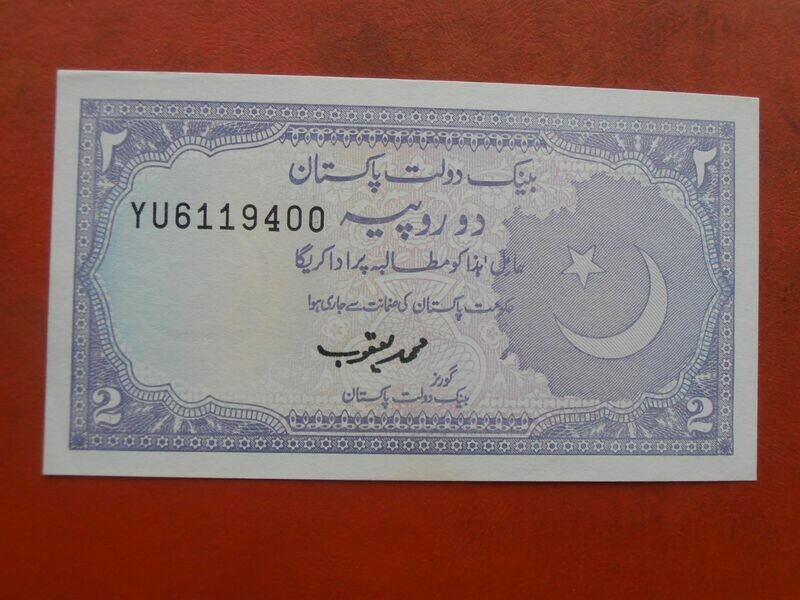 ۲ ۲
بینک دولت پاکستان
YU6119400 دو روپیہ
حامل ہٰذا کو مطالبہ پر ادا کریگا
حکومت پاکستان کی ضمانت سے جاری ہوا
محمد یعقوب
گورنر
بینک دولت پاکستان
2 2